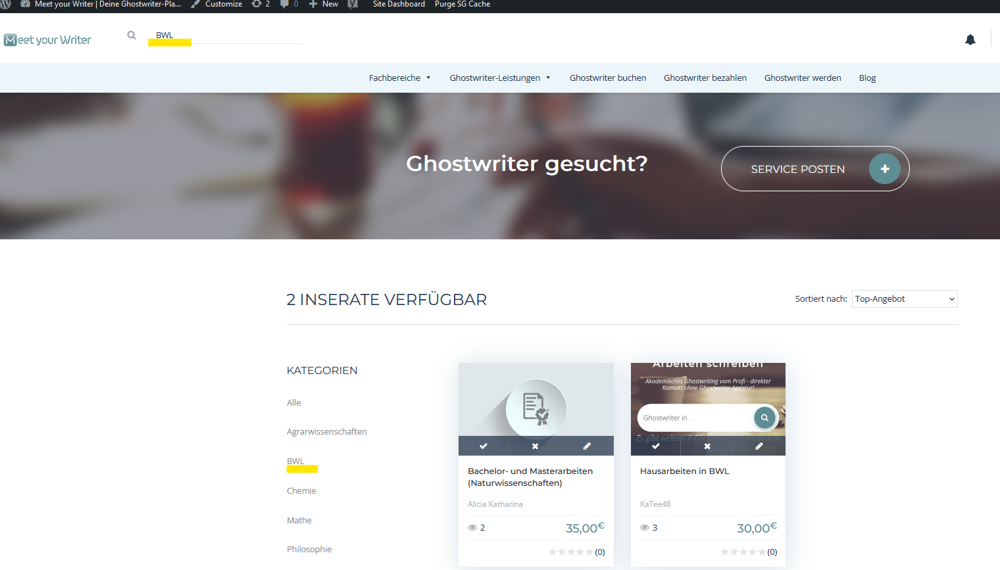 Meet your Writer | Deine Ghostwriter-Pla... Customize 2 0 New Site Dashboard Purge SG Cache
Meet your Writer
BWL
Fachbereiche Ghostwriter-Leistungen Ghostwriter buchen Ghostwriter bezahlen Ghostwriter werden Blog
Ghostwriter gesucht?
SERVICE POSTEN
2 INSERATE VERFÜGBAR
Sortiert nach: Top-Angebot
KATEGORIEN
Alle
Agrarwissenschaften
BWL
Chemie
Mathe
Philosophie
Bachelor- und Masterarbeiten
(Naturwissenschaften)
Alicia Katharina
2 35,00€
(0)
Arbeiten schreiben
Akademisches Ghostwriting vom Profi - direkter
Kontakt ohne Ghostwriter Agentur!
Ghostwriter in ...
Es gibt weitere 6 Ghostwriter zu entdecken
Hausarbeiten in BWL
KaTee48
3 30,00€
(0)